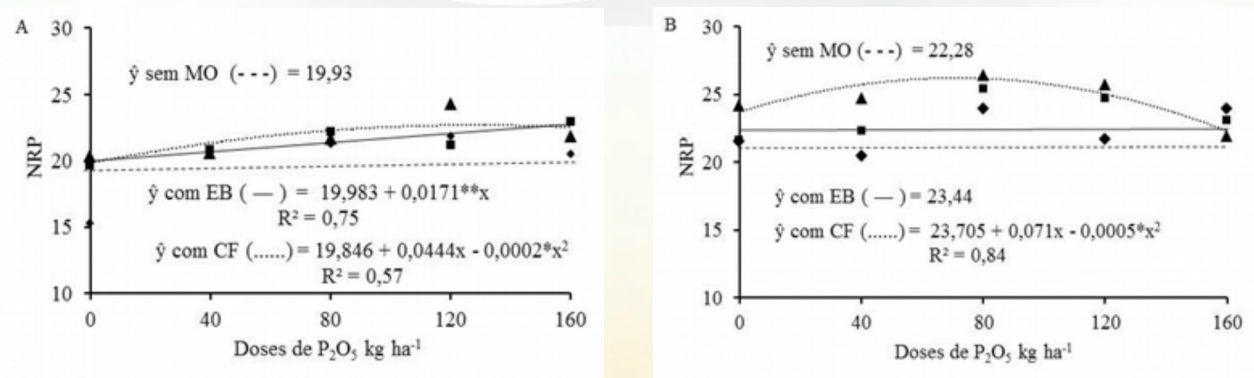 A
30
25
20
15
10
NRP
ŷ sem MO (- - -) = 19,93
ŷ com EB ( — ) = 19,983 + 0,0171**x
R² = 0,75
ŷ com CF (......) = 19,846 + 0,0444x - 0,0002*x²
R² = 0,57
0 40 80 120 160
Doses de P₂O₅ kg ha⁻¹
B
30
25
20
15
10
NRP
ŷ sem MO (- - -) = 22,28
ŷ com EB ( — ) = 23,44
ŷ com CF (......) = 23,705 + 0,071x - 0,0005*x²
R² = 0,84
0 40 80 120 160
Doses de P₂O₅ kg ha⁻¹